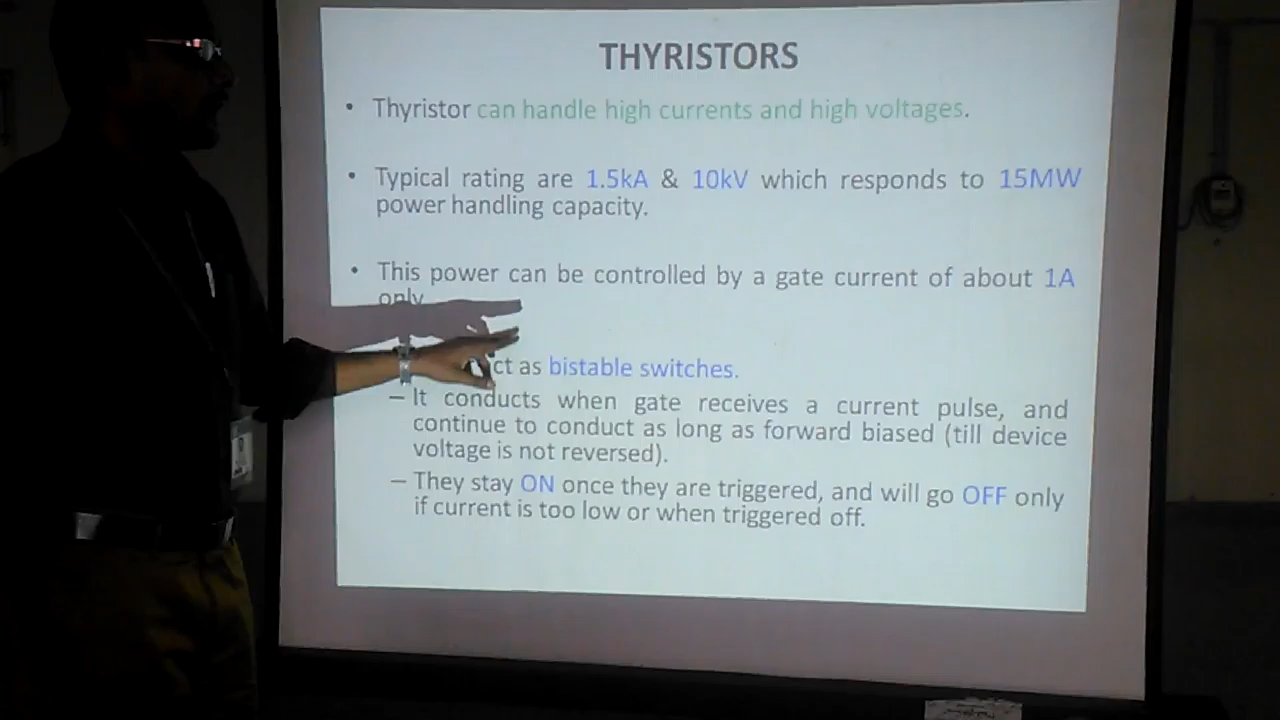 THYRISTORS
• Thyristor can handle high currents and high voltages.
• Typical rating are 1.5kA & 10kV which responds to 15MW
power handling capacity.
• This power can be controlled by a gate current of about 1A
only
as bistable switches.
– It conducts when gate receives a current pulse, and
continue to conduct as long as forward biased (till device
voltage is not reversed).
– They stay ON once they are triggered, and will go OFF only
if current is too low or when triggered off.